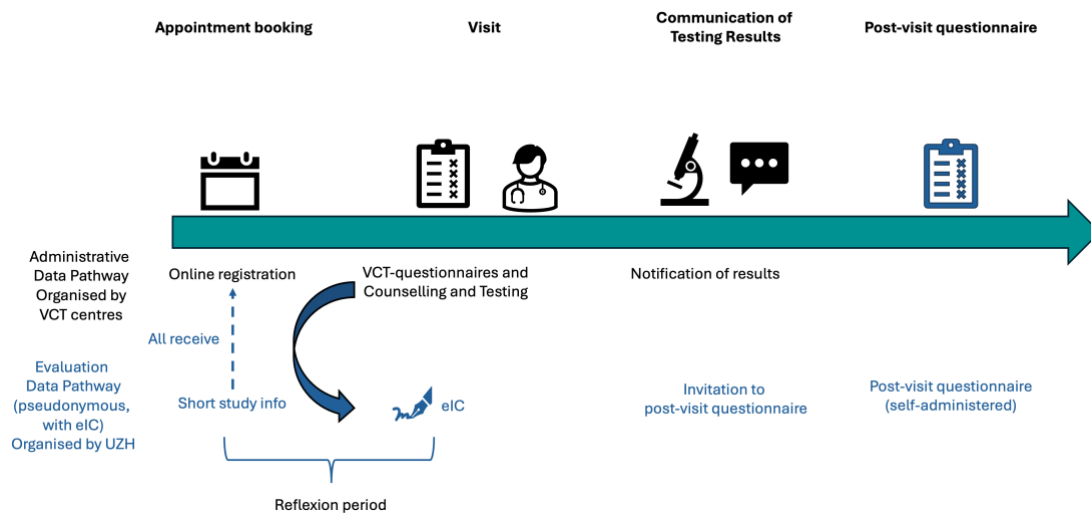 Appointment booking
Visit
Communication of
Testing Results
Post-visit questionnaire
Administrative
Data Pathway
Organised by
VCT centres
Online registration
VCT-questionnaires and
Counselling and Testing
Notification of results
All receive
Evaluation
Data Pathway
(pseudonymous,
with eIC)
Organised by UZH
Short study info
eIC
Invitation to
post-visit questionnaire
Post-visit questionnaire
(self-administered)
Reflexion period